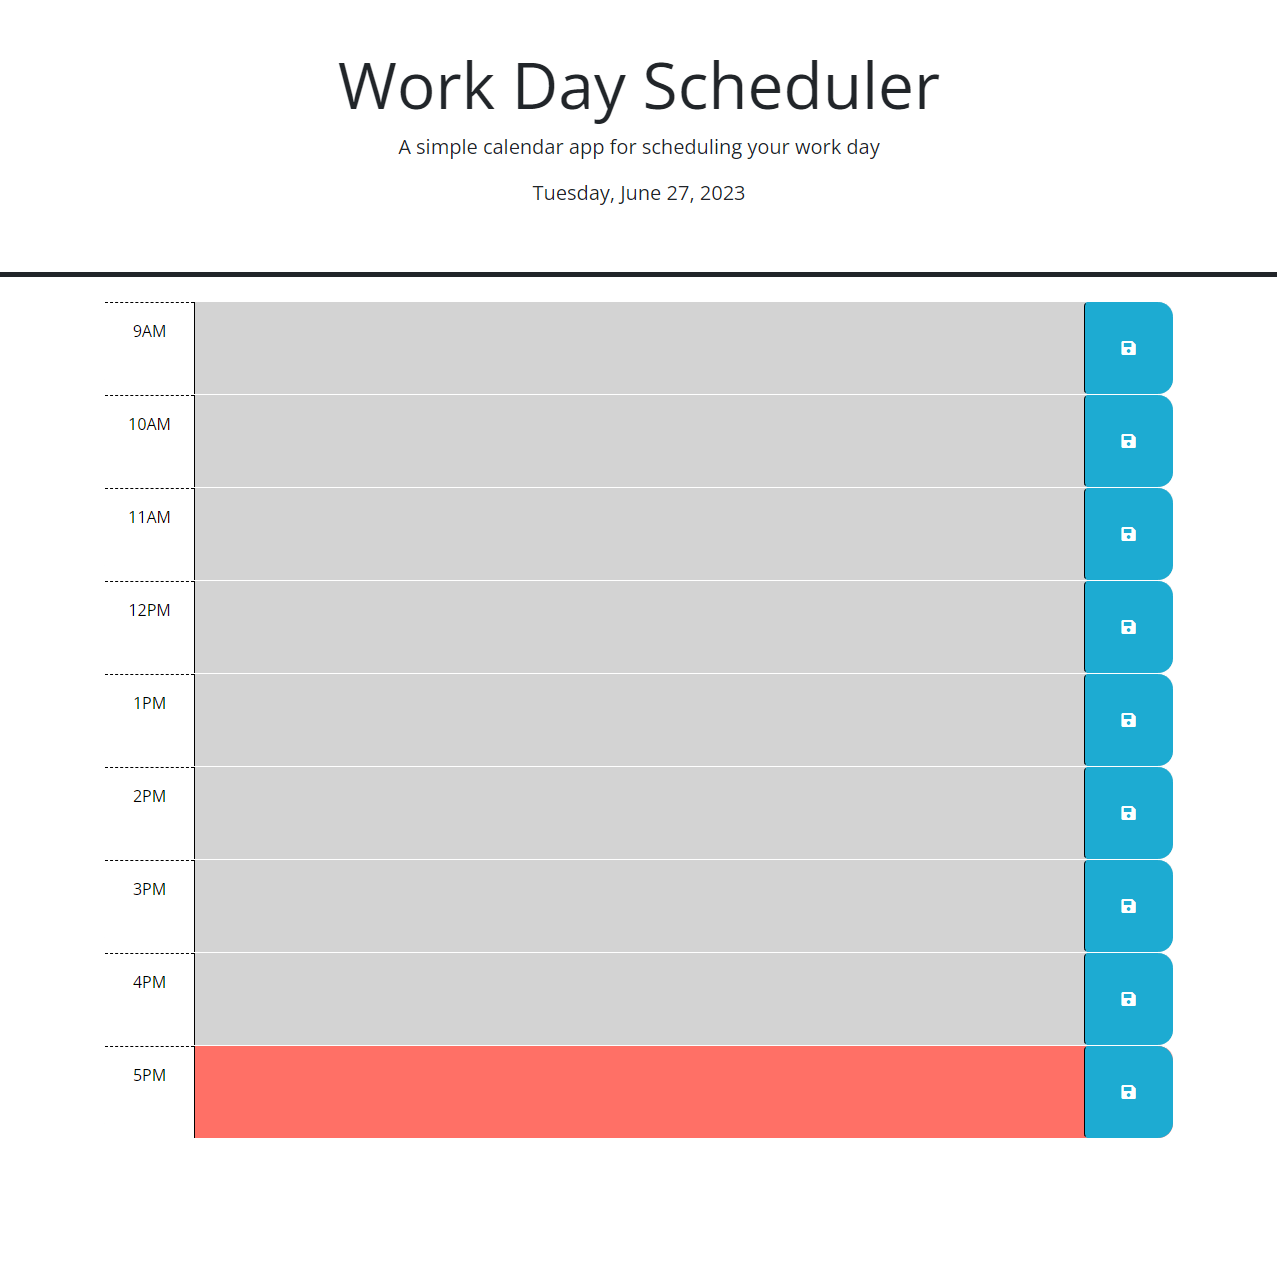 Work Day Scheduler
A simple calendar app for scheduling your work day
Tuesday, June 27, 2023
9AM
10AM
11AM
12PM
1PM
2PM
3PM
4PM
5PM